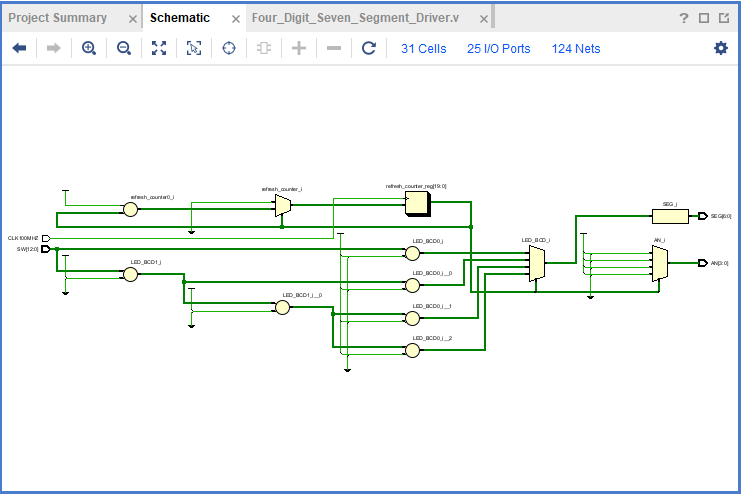 Project Summary × Schematic × Four_Digit_Seven_Segment_Driver.v × ?
31 Cells 25 I/O Ports 124 Nets
refresh_counter0_i
refresh_counter_i
refresh_counter_reg[19:0]
CLK100MHZ
SW[12:0]
LED_BCD1_i
LED_BCD1_i__0
LED_BCD0_i
LED_BCD0_i__0
LED_BCD0_i__1
LED_BCD0_i__2
LED_BCD_i
SEG_i
SEG[6:0]
AN_i
AN[3:0]